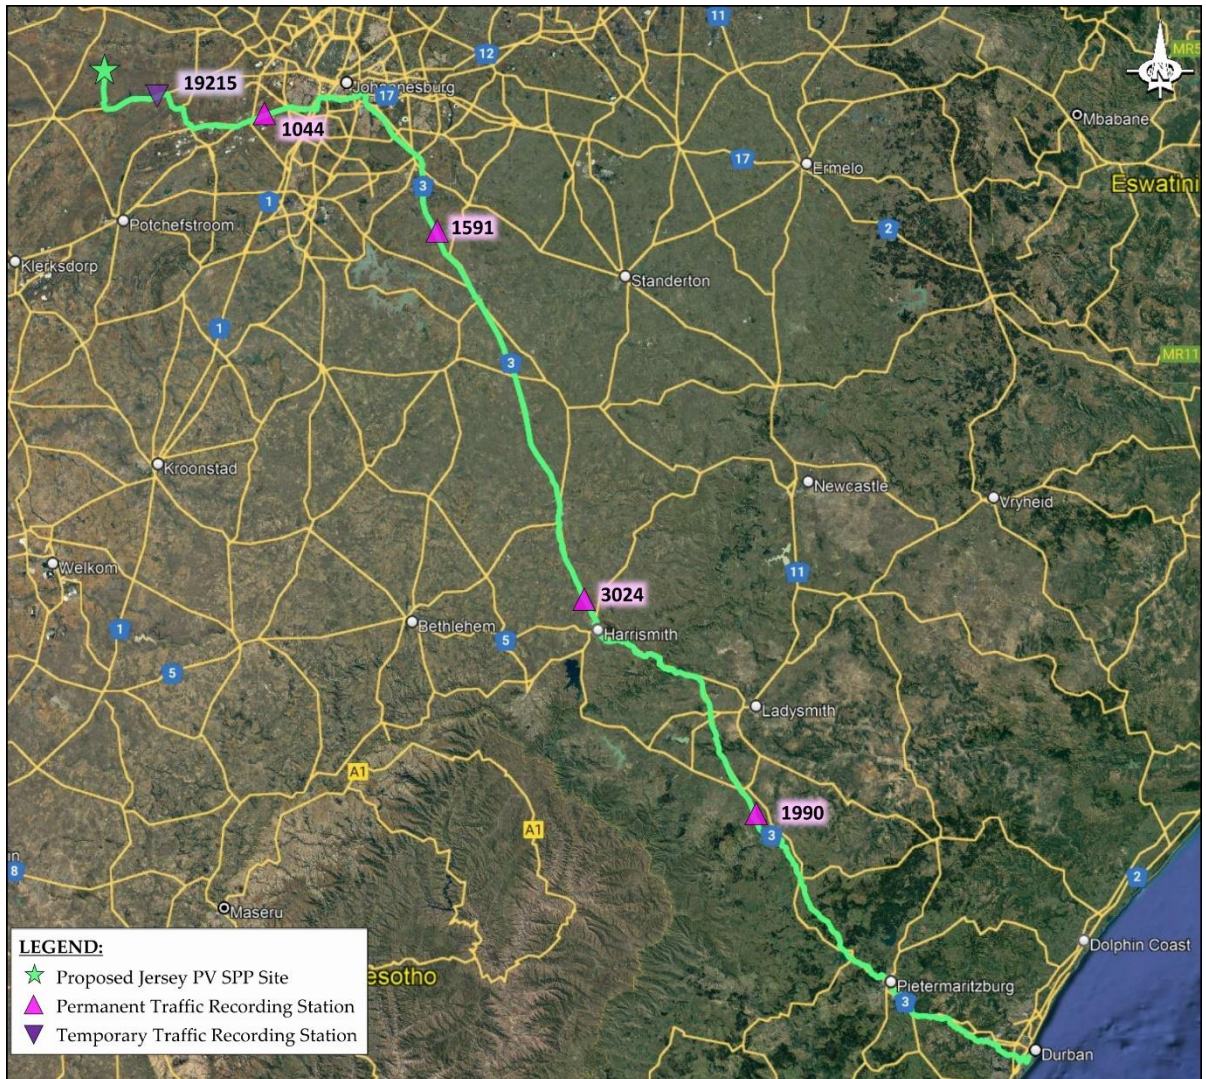 11
12
MR5
19215
Johannesburg
17
1044
Mbabane
17
Ermelo
Eswatini
3
1
Potchefstroom
1591
2
Klerksdorp
Standerton
1
3
MR11
Kroonstad
Newcastle
Vryheid
Welkom
11
3024
Bethlehem
5
Harrismith
1
5
Ladysmith
A1
1990
3
A1
8
2
Maseru
Dolphin Coast
LEGEND:
Proposed Jersey PV SPP Site
Permanent Traffic Recording Station
Temporary Traffic Recording Station
esotho
Pietermaritzburg
3
Durban